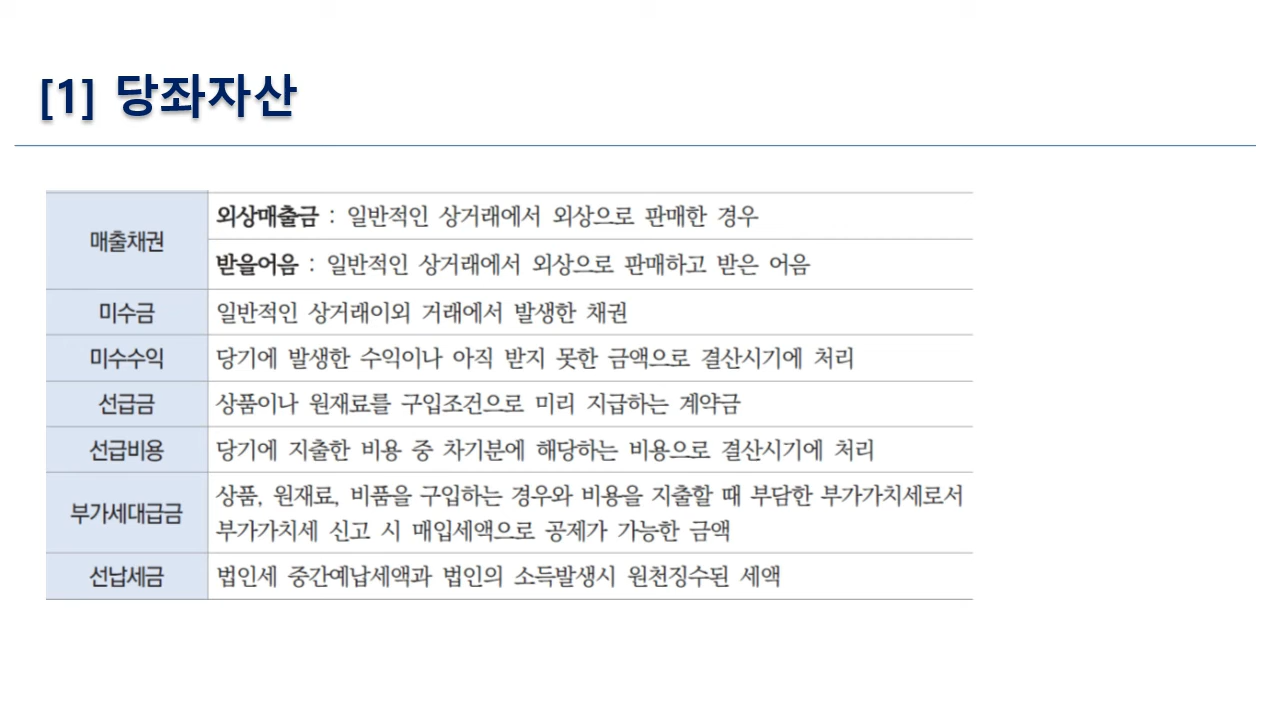 [1] 당좌자산
매출채권
외상매출금 : 일반적인 상거래에서 외상으로 판매한 경우
받을어음 : 일반적인 상거래에서 외상으로 판매하고 받은 어음
미수금
일반적인 상거래이외 거래에서 발생한 채권
미수수익
당기에 발생한 수익이나 아직 받지 못한 금액으로 결산시기에 처리
선급금
상품이나 원재료를 구입조건으로 미리 지급하는 계약금
선급비용
당기에 지출한 비용 중 차기분에 해당하는 비용으로 결산시기에 처리
부가세대급금
상품, 원재료, 비품을 구입하는 경우와 비용을 지출할 때 부담한 부가가치세로서
부가가치세 신고 시 매입세액으로 공제가 가능한 금액
선납세금
법인세 중간예납세액과 법인의 소득발생시 원천징수된 세액